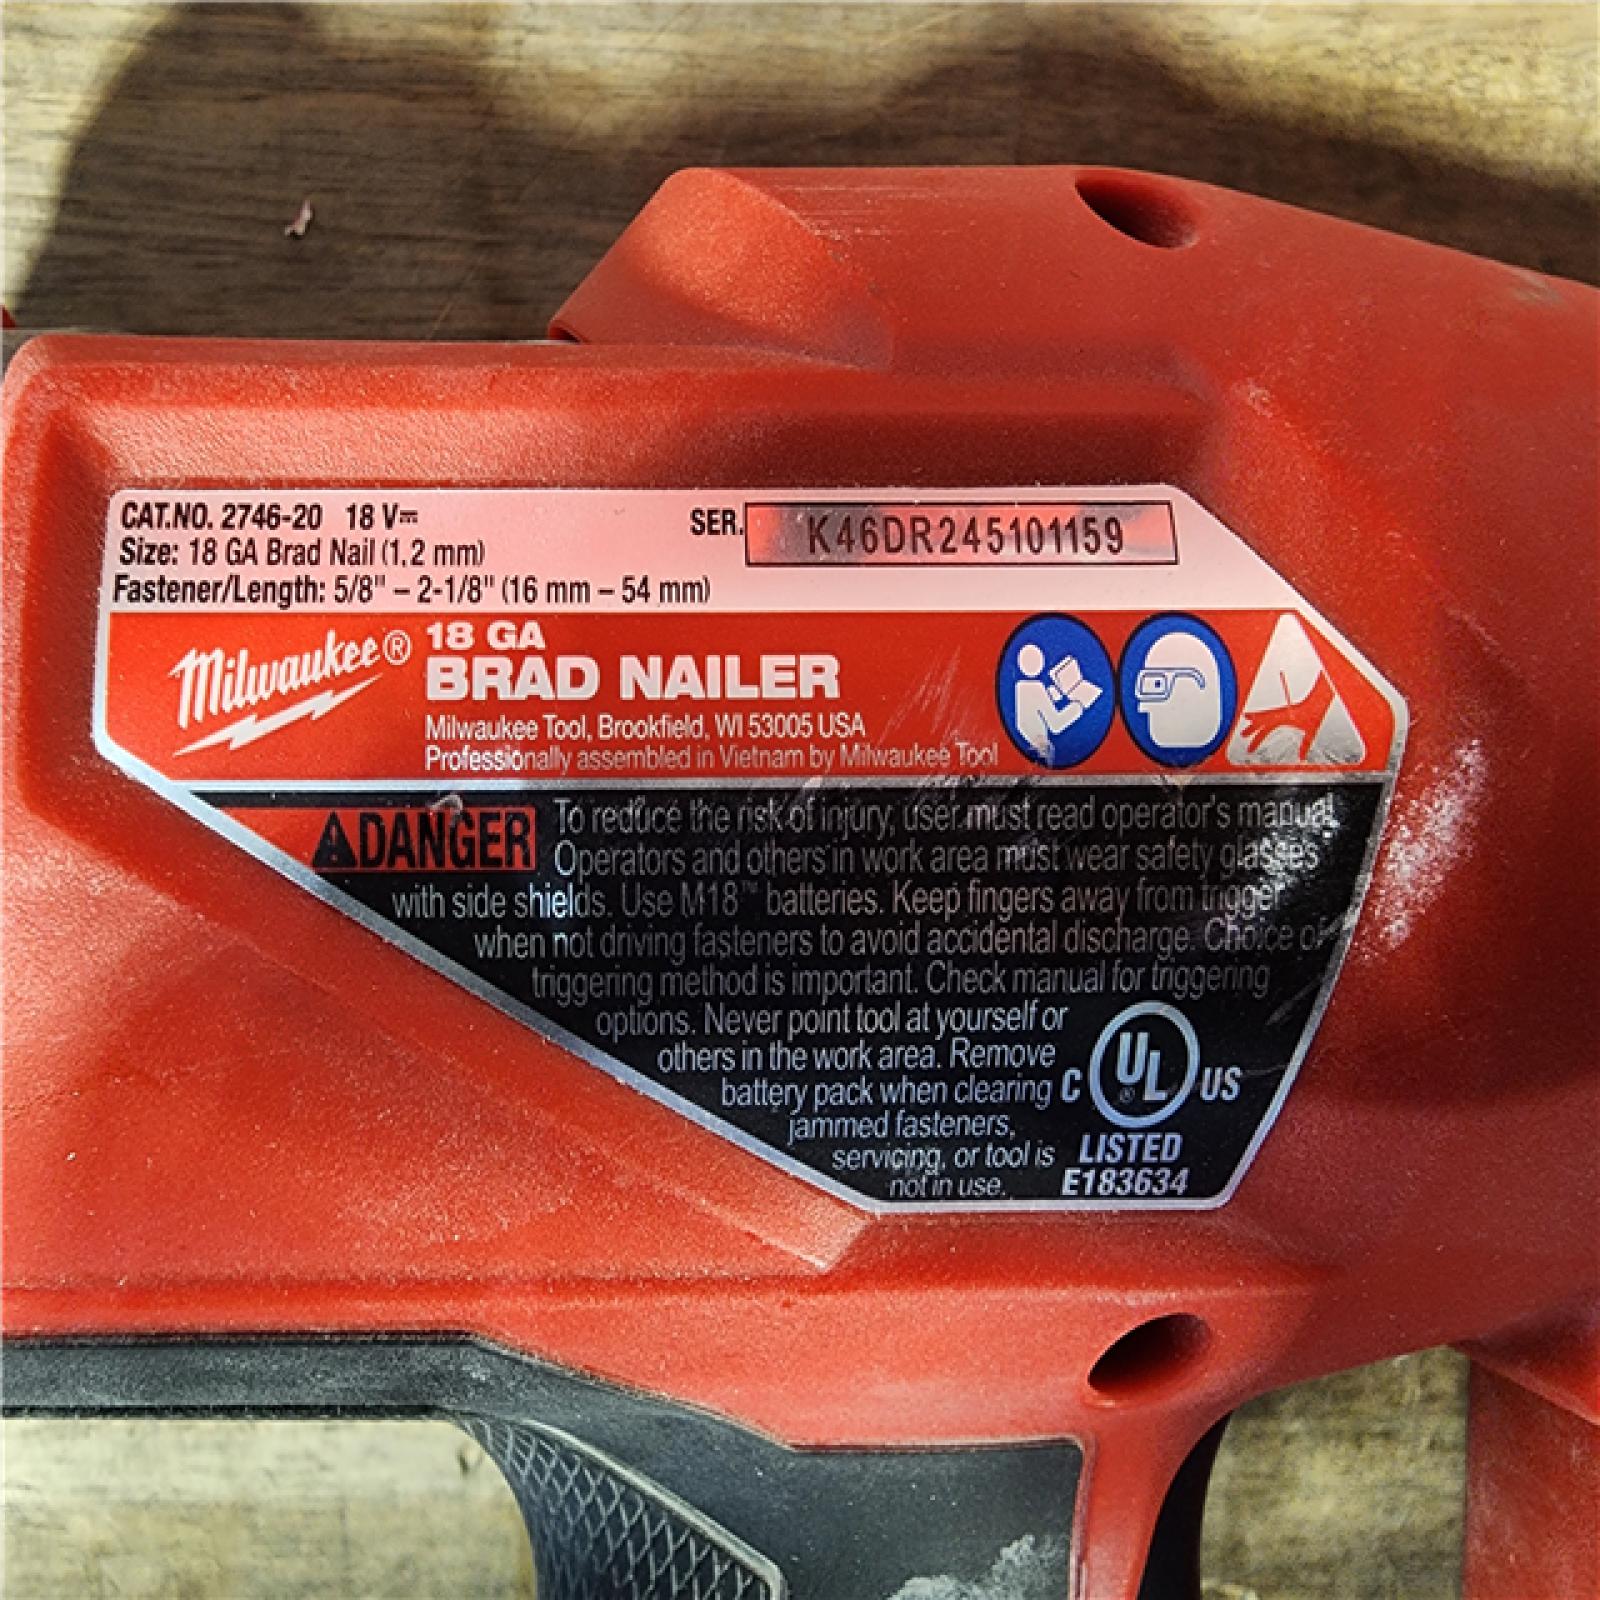 CAT.NO. 2746-20 18 V⎓
SER. K46DR245101159
Size: 18 GA Brad Nail (1,2 mm)
Fastener/Length: 5/8" – 2-1/8" (16 mm – 54 mm)
Milwaukee®
18 GA
BRAD NAILER
Milwaukee Tool, Brookfield, WI 53005 USA
Professionally assembled in Vietnam by Milwaukee Tool
DANGER To reduce the risk of injury, user must read operator's manual.
Operators and others in work area must wear safety glasses
with side shields. Use M18™ batteries. Keep fingers away from trigger
when not driving fasteners to avoid accidental discharge. Choice of
triggering method is important. Check manual for triggering
options. Never point tool at yourself or
others in the work area. Remove
battery pack when clearing
jammed fasteners,
servicing, or tool is
not in use.
C UL® US
LISTED
E183634